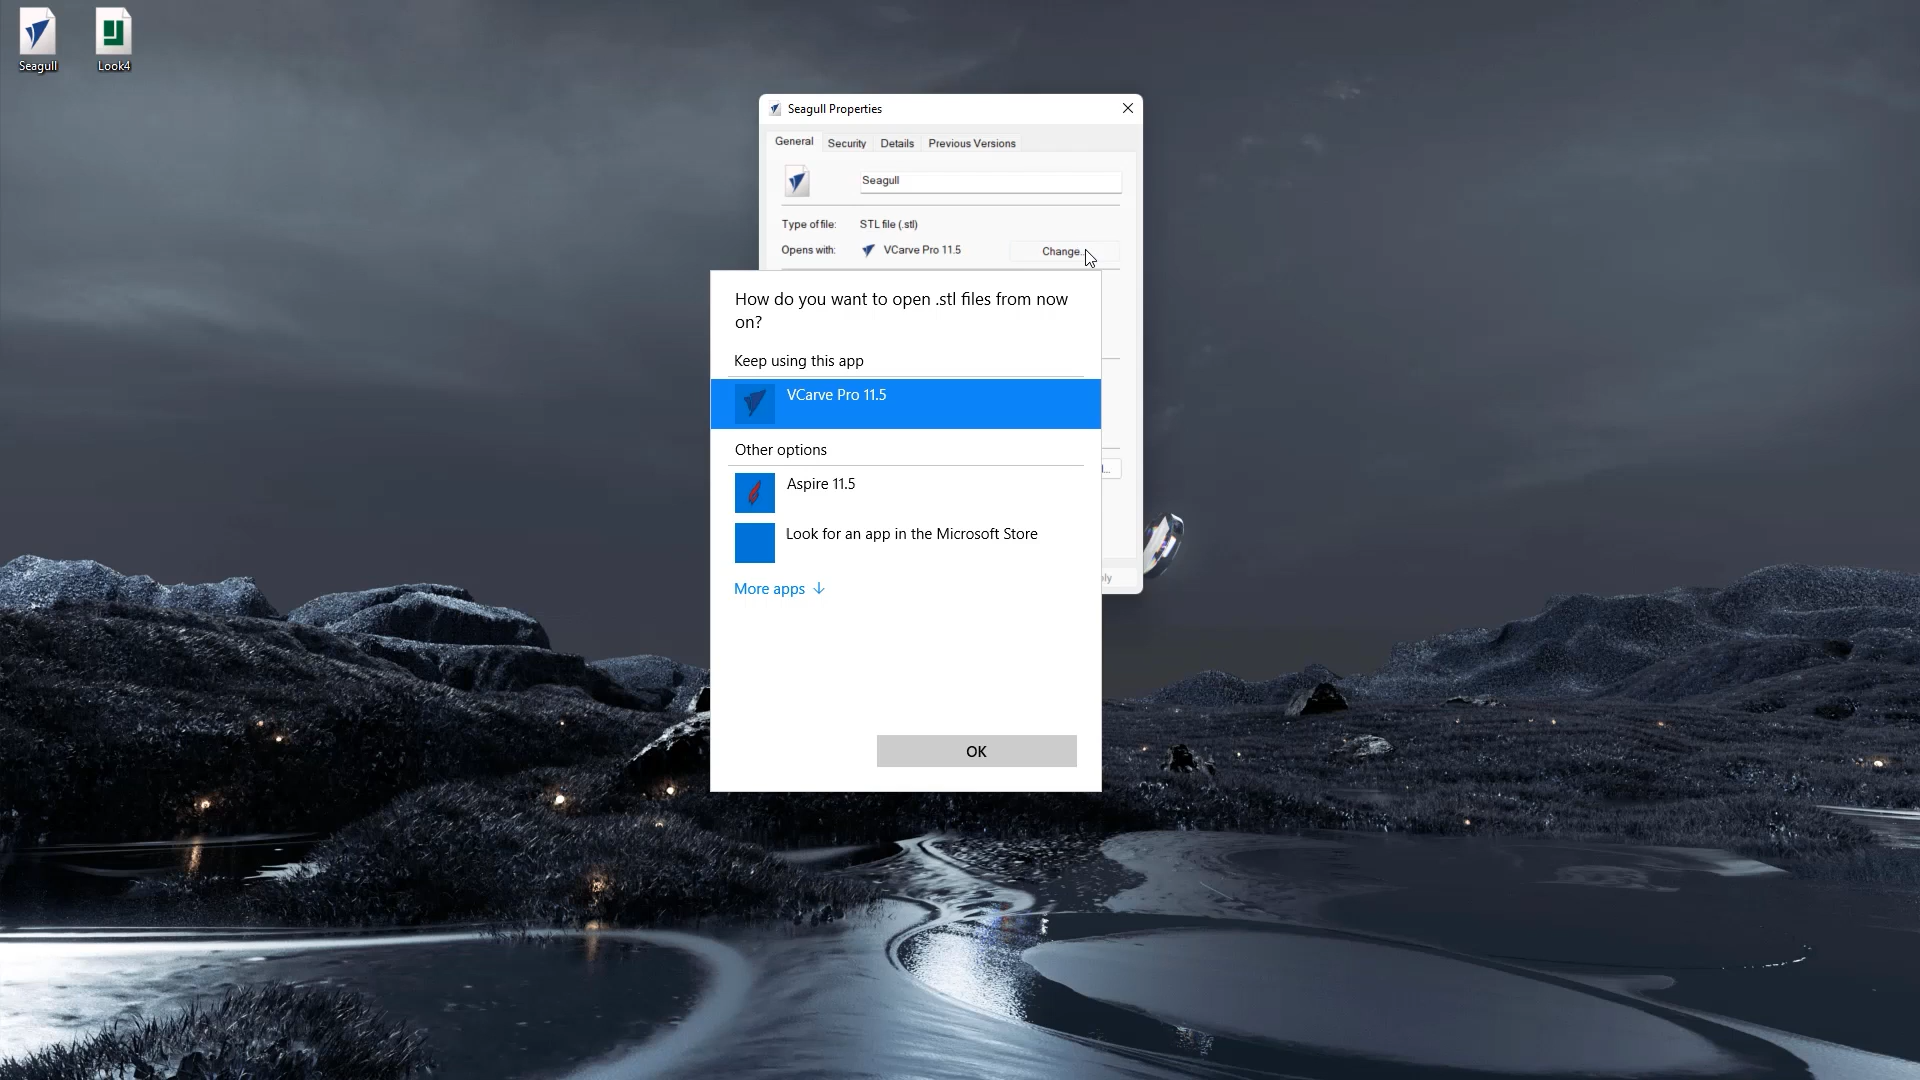 Seagull
Look4
Seagull Properties
General
Security
Details
Previous Versions
Seagull
Type of file:
STL file (.stl)
Opens with:
VCarve Pro 11.5
Change...
How do you want to open .stl files from now
on?
Keep using this app
VCarve Pro 11.5
Other options
Aspire 11.5
Look for an app in the Microsoft Store
More apps
OK